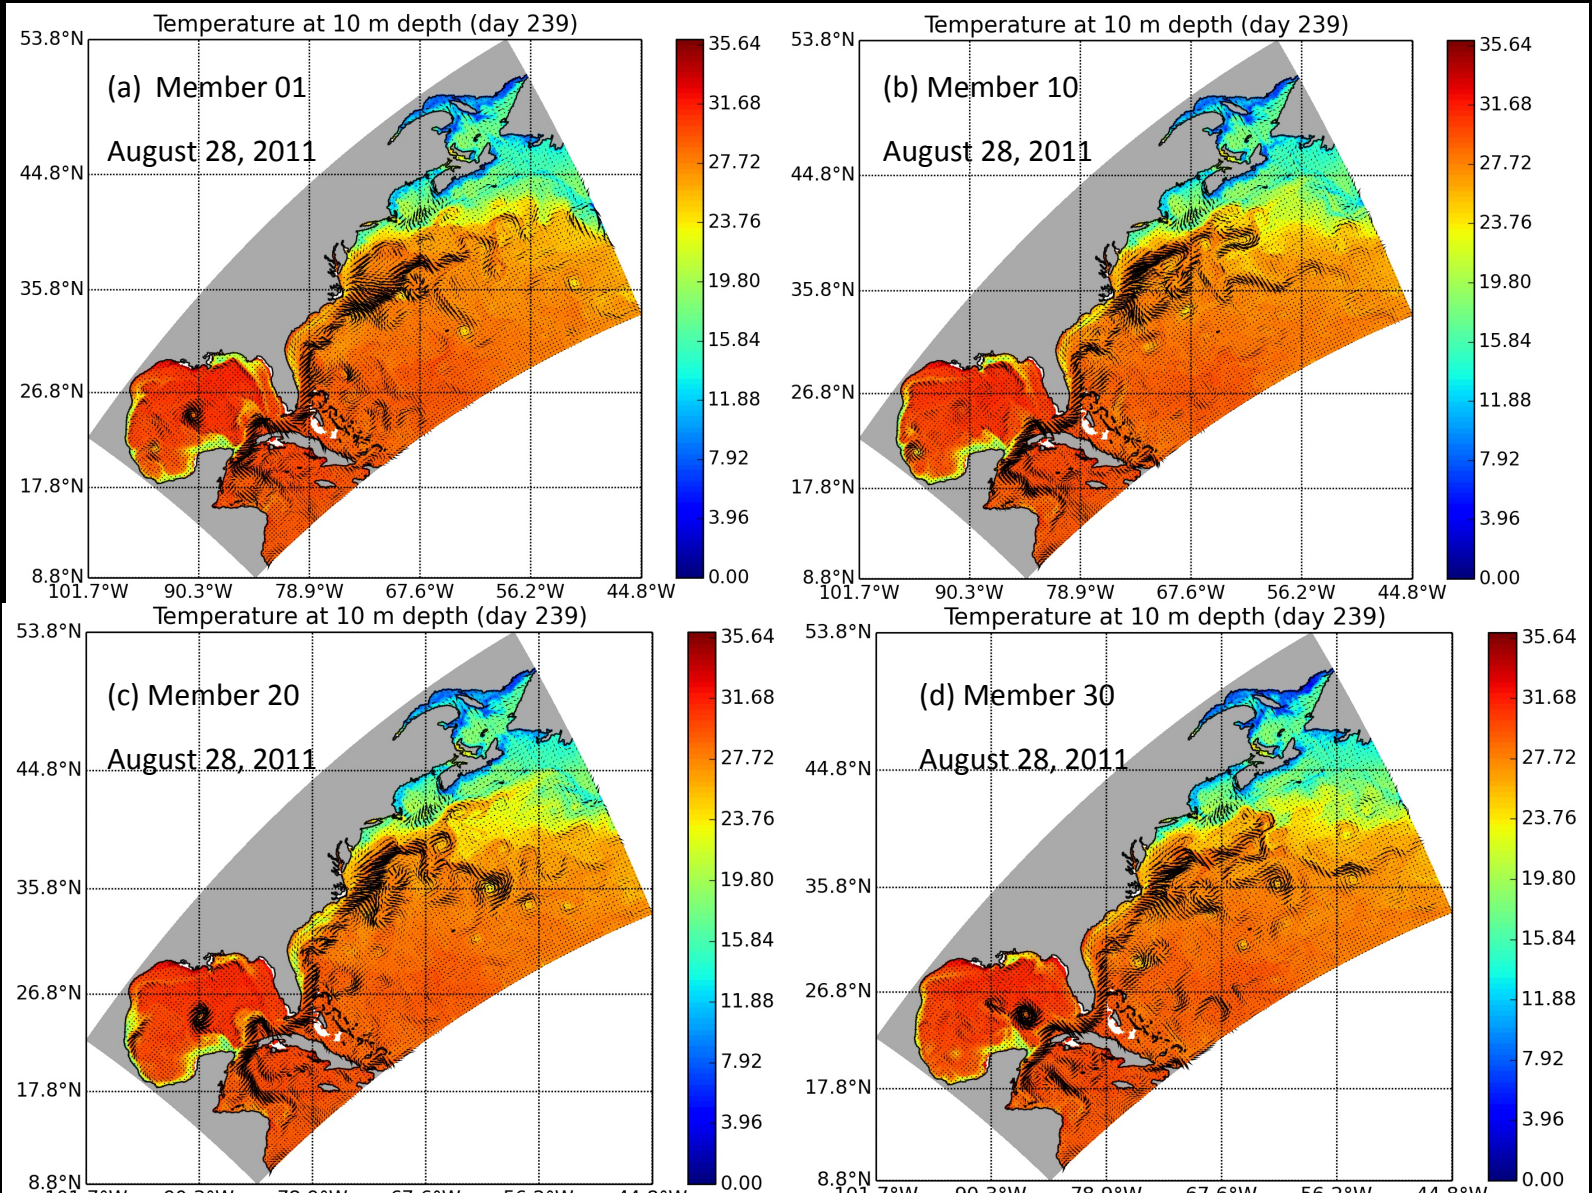 Temperature at 10 m depth (day 239)
53.8°N
44.8°N
35.8°N
26.8°N
17.8°N
8.8°N
101.7°W 90.3°W 78.9°W 67.6°W 56.2°W 44.8°W
(a) Member 01
August 28, 2011
35.64
31.68
27.72
23.76
19.80
15.84
11.88
7.92
3.96
0.00
Temperature at 10 m depth (day 239)
53.8°N
44.8°N
35.8°N
26.8°N
17.8°N
8.8°N
101.7°W 90.3°W 78.9°W 67.6°W 56.2°W 44.8°W
(b) Member 10
August 28, 2011
35.64
31.68
27.72
23.76
19.80
15.84
11.88
7.92
3.96
0.00
Temperature at 10 m depth (day 239)
53.8°N
44.8°N
35.8°N
26.8°N
17.8°N
8.8°N
(c) Member 20
August 28, 2011
35.64
31.68
27.72
23.76
19.80
15.84
11.88
7.92
3.96
0.00
Temperature at 10 m depth (day 239)
53.8°N
44.8°N
35.8°N
26.8°N
17.8°N
8.8°N
(d) Member 30
August 28, 2011
35.64
31.68
27.72
23.76
19.80
15.84
11.88
7.92
3.96
0.00